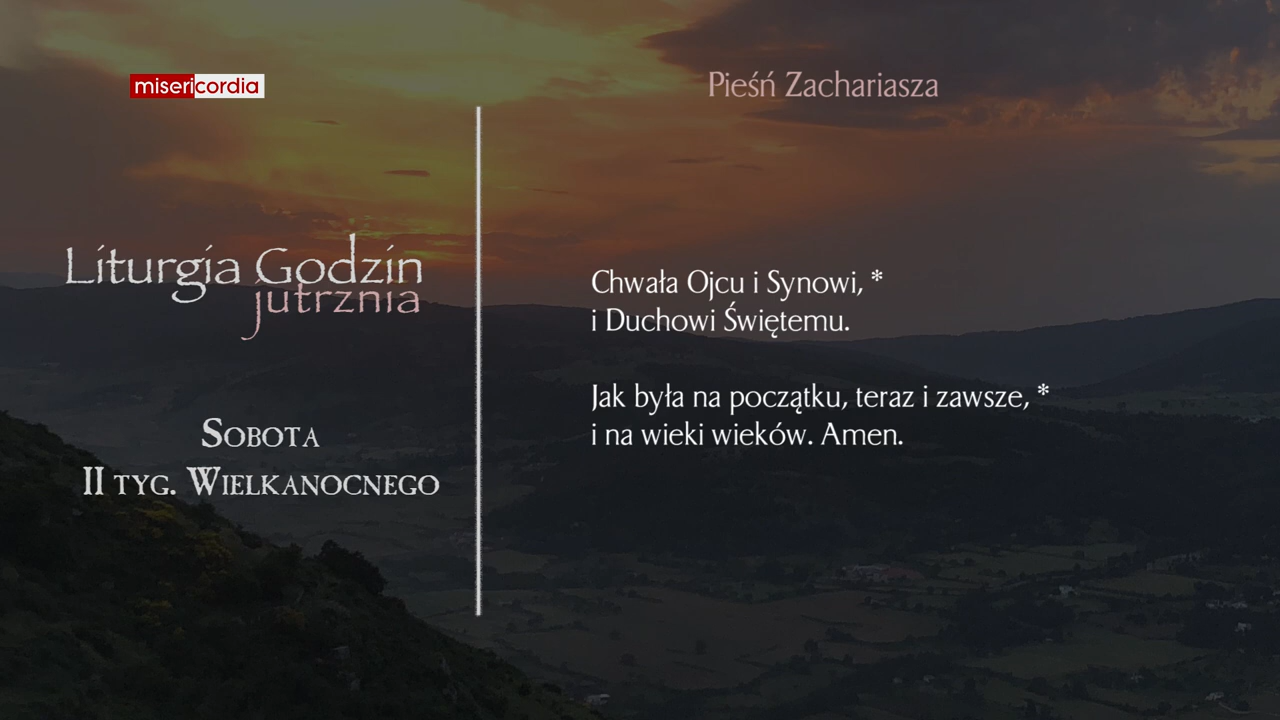 misericordia
Liturgia Godzin
jutrznia
Sobota
II tyg. Wielkanocnego
Pieśń Zachariasza
Chwała Ojcu i Synowi, *
i Duchowi Świętemu.
Jak była na początku, teraz i zawsze, *
i na wieki wieków. Amen.